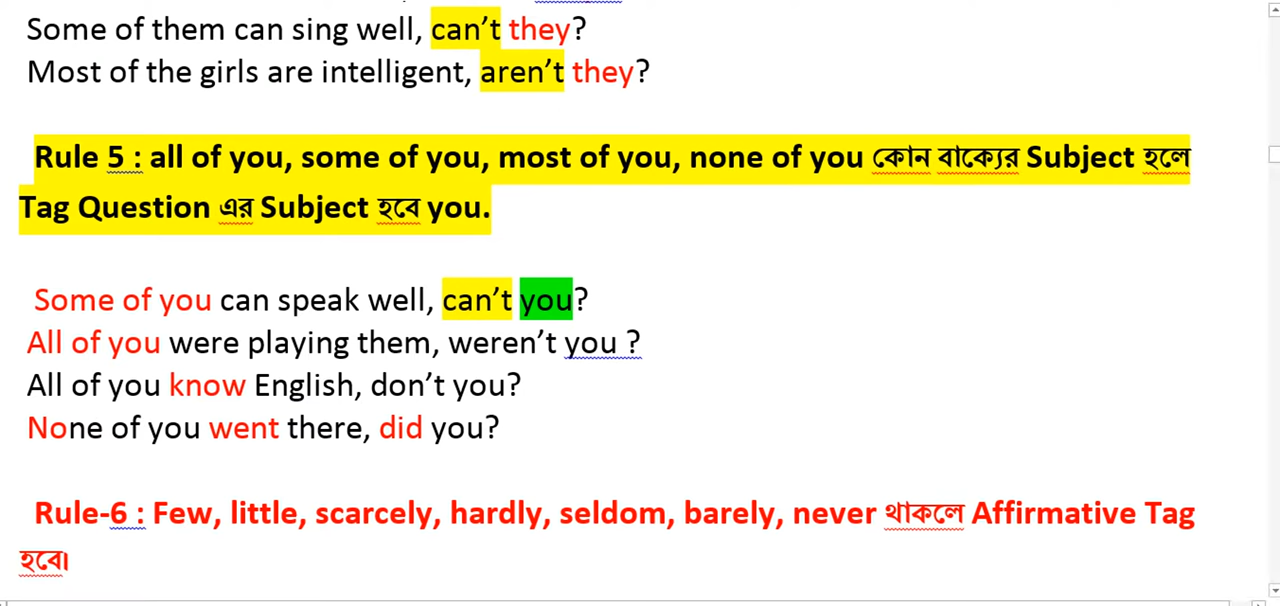 Some of them can sing well, can’t they?
Most of the girls are intelligent, aren’t they?
Rule 5 : all of you, some of you, most of you, none of you কোন বাক্যের Subject হলে
Tag Question এর Subject হবে you.
Some of you can speak well, can’t you?
All of you were playing them, weren’t you ?
All of you know English, don’t you?
None of you went there, did you?
Rule-6 : Few, little, scarcely, hardly, seldom, barely, never থাকলে Affirmative Tag
হবে।